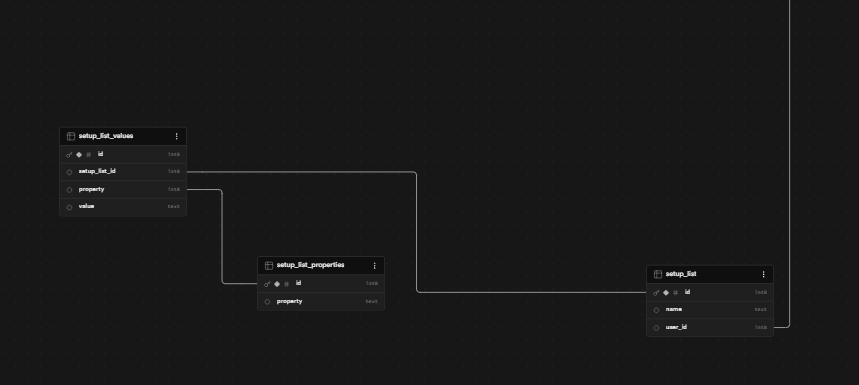 setup_list_values
id int8
setup_list_id int8
property int8
value text
setup_list_properties
id int8
property text
setup_list
id int8
name text
user_id int8